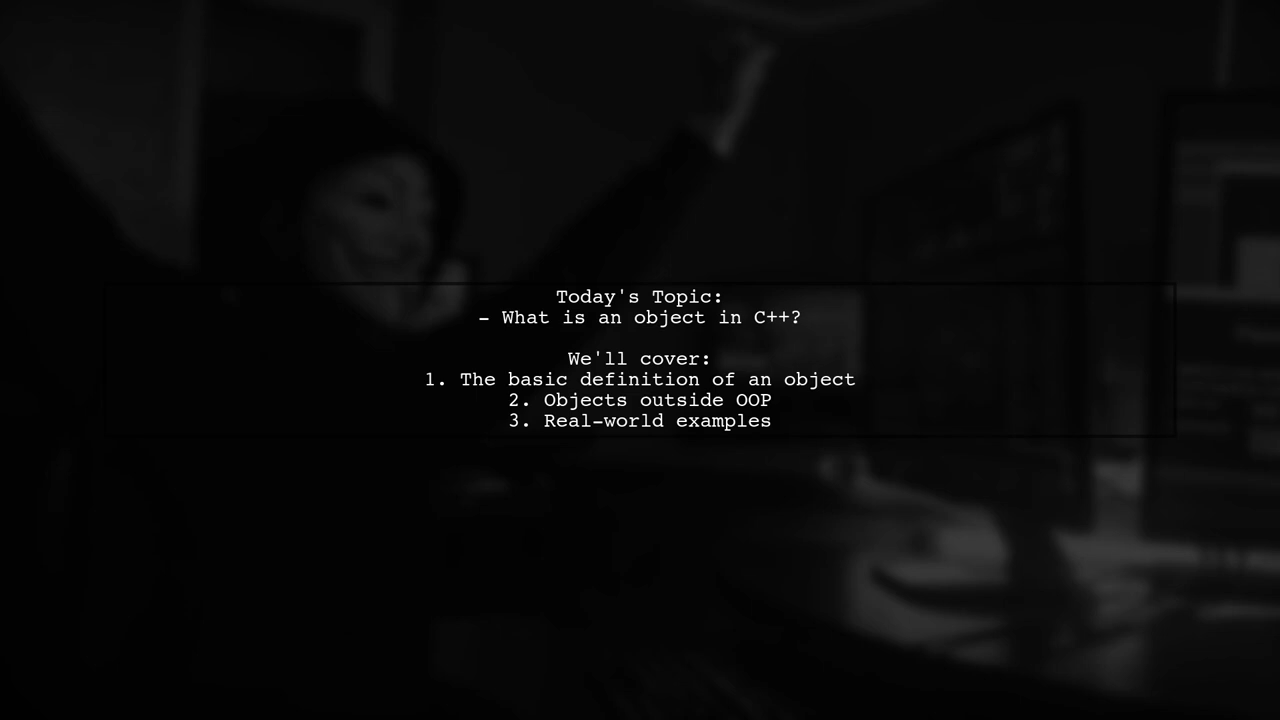 Today's Topic:
- What is an object in C++?
We'll cover:
1. The basic definition of an object
2. Objects outside OOP
3. Real-world examples